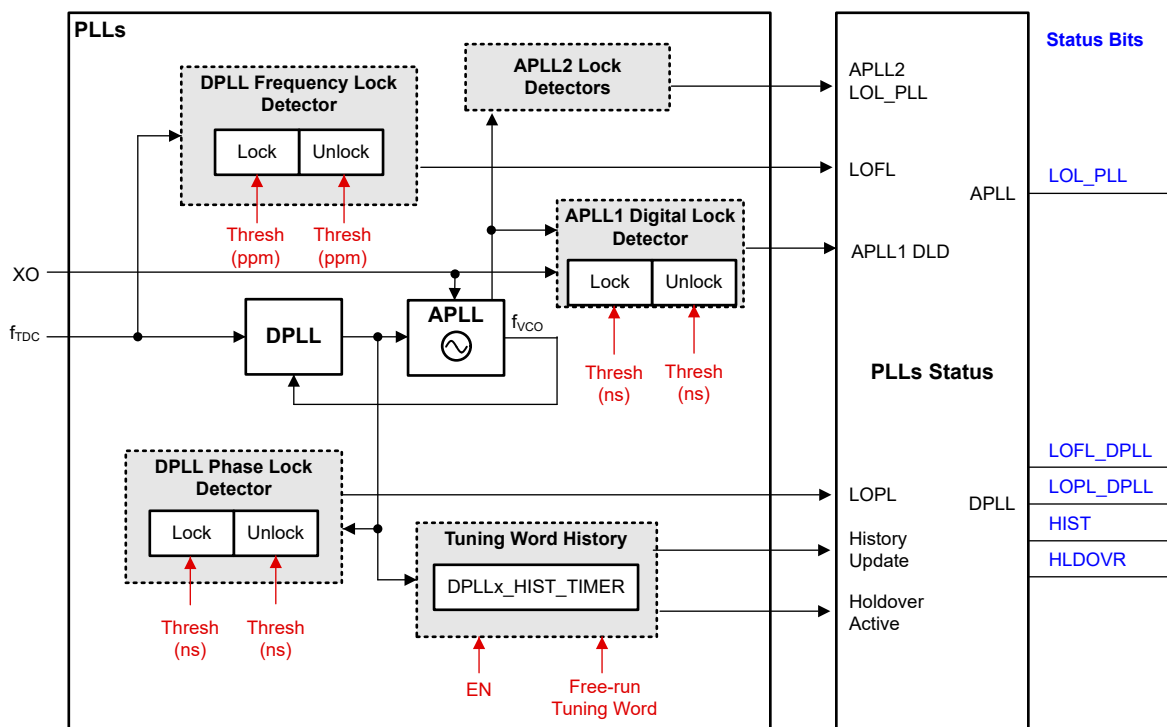 PLLs
Status Bits
DPLL Frequency Lock
Detector
Lock
Unlock
Thresh
(ppm)
Thresh
(ppm)
APLL2 Lock
Detectors
APLL2
LOL_PLL
LOFL
APLL
LOL_PLL
APLL1 Digital Lock
Detector
Lock
Unlock
Thresh
(ns)
Thresh
(ns)
APLL1 DLD
XO
fTDC
DPLL
APLL
fVCO
PLLs Status
DPLL Phase Lock
Detector
Lock
Unlock
Thresh
(ns)
Thresh
(ns)
LOPL
DPLL
LOFL_DPLL
LOPL_DPLL
HIST
HLDOVR
Tuning Word History
DPLLx_HIST_TIMER
EN
Free-run
Tuning Word
History
Update
Holdover
Active